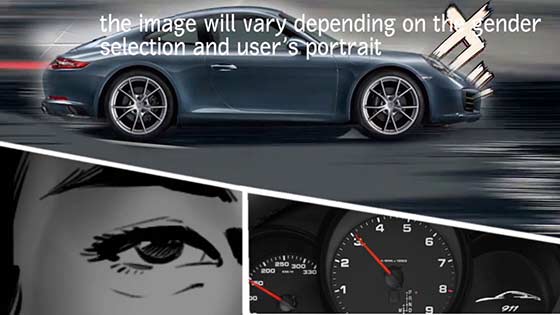 the image will vary depending on the gender
selection and user's portrait
4 5 6
3 7
250 300 330 2 8
1 9
P
R
N
D
911